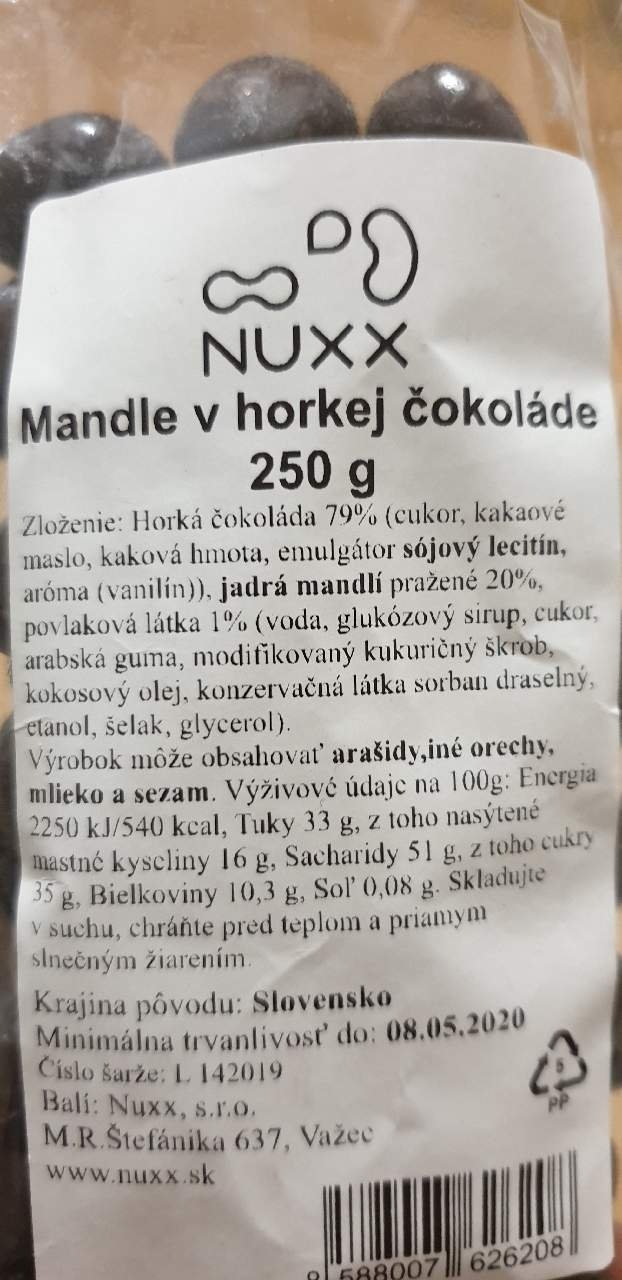 NUXX
Mandle v horkej čokoláde
250 g
Zloženie: Horká čokoláda 79% (cukor, kakaové
maslo, kaková hmota, emulgátor sójový lecitín,
aróma (vanilín)), jadrá mandlí pražené 20%,
povlaková látka 1% (voda, glukózový sirup, cukor,
arabská guma, modifikovaný kukuričný škrob,
kokosový olej, konzervačná látka sorban draselný,
etanol, šelak, glycerol).
Výrobok môže obsahovať arašidy,iné orechy,
mlieko a sezam. Výživové údaje na 100g: Energia
2250 kJ/540 kcal, Tuky 33 g, z toho nasýtené
mastné kyseliny 16 g, Sacharidy 51 g, z toho cukry
35 g, Bielkoviny 10,3 g, Soľ 0,08 g. Skladujte
v suchu, chráňte pred teplom a priamym
slnečným žiarením.
Krajina pôvodu: Slovensko
Minimálna trvanlivosť do: 08.05.2020
Číslo šarže: L 142019
Balí: Nuxx, s.r.o.
M.R.Štefánika 637, Važec
www.nuxx.sk
5
PP
588007 626208